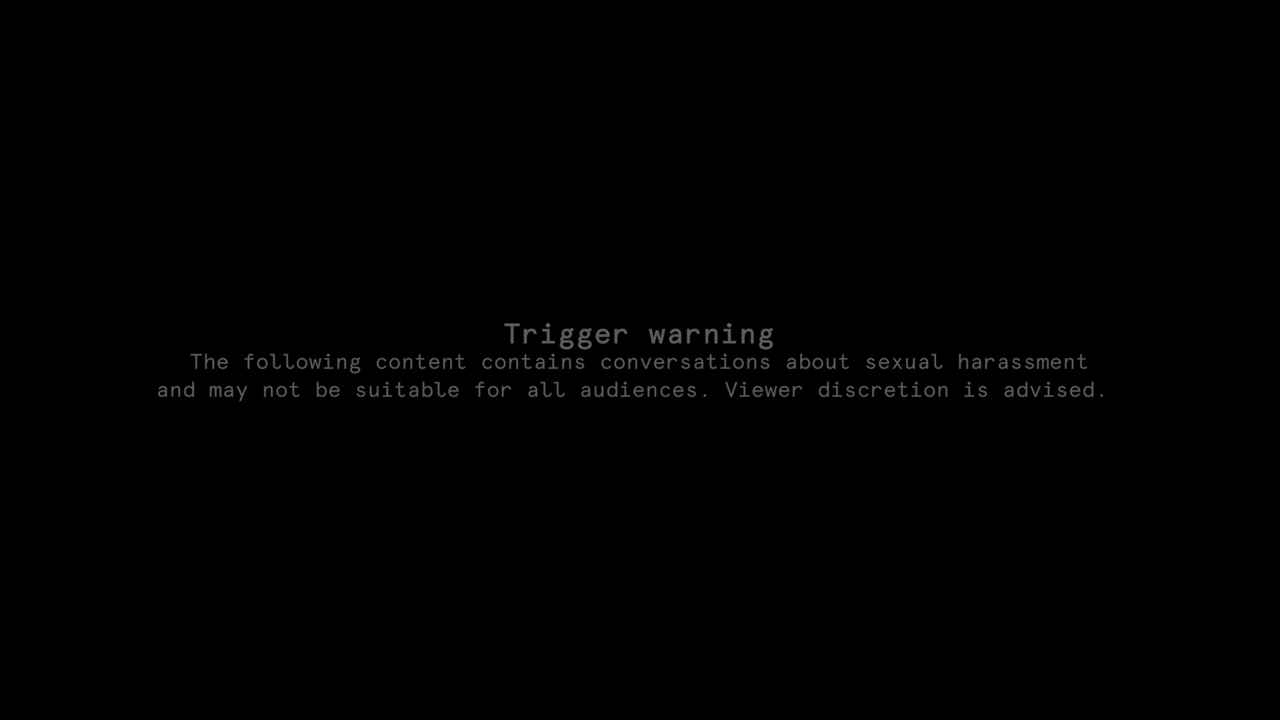 Trigger warning
The following content contains conversations about sexual harassment
and may not be suitable for all audiences. Viewer discretion is advised.